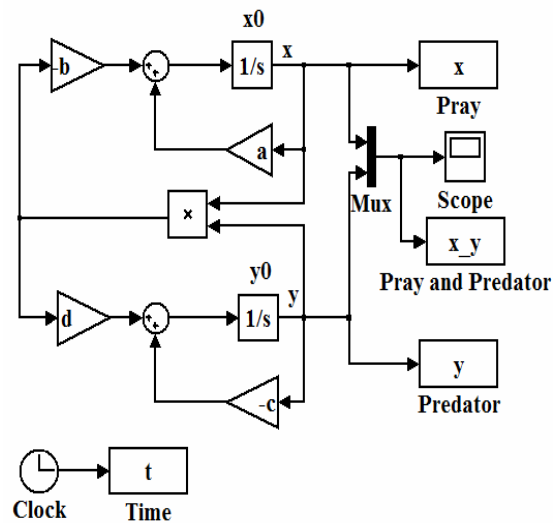 x0
-b
1/s
x
x
Pray
a
Mux
Scope
×
x_y
Pray and Predator
y0
d
1/s
y
y
Predator
-c
t
Clock
Time